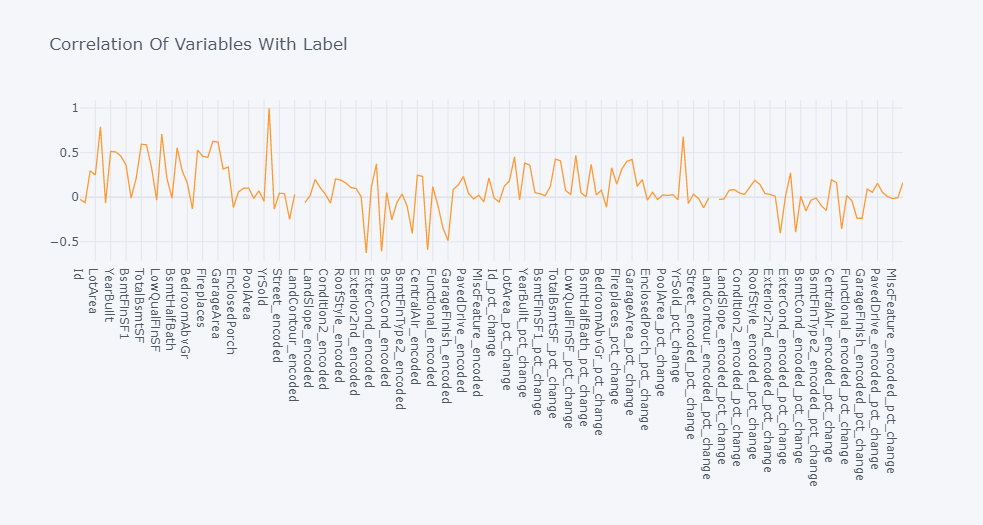 Correlation Of Variables With Label
1
0.5
0
−0.5
Id
LotArea
YearBuilt
BsmtFinSF1
TotalBsmtSF
LowQualFinSF
BsmtHalfBath
BedroomAbvGr
Fireplaces
GarageArea
EnclosedPorch
PoolArea
YrSold
Street_encoded
LandContour_encoded
LandSlope_encoded
Condition2_encoded
RoofStyle_encoded
Exterior2nd_encoded
ExterCond_encoded
BsmtCond_encoded
BsmtFinType2_encoded
CentralAir_encoded
Functional_encoded
GarageFinish_encoded
PavedDrive_encoded
MiscFeature_encoded
Id_pct_change
LotArea_pct_change
YearBuilt_pct_change
BsmtFinSF1_pct_change
TotalBsmtSF_pct_change
LowQualFinSF_pct_change
BsmtHalfBath_pct_change
BedroomAbvGr_pct_change
Fireplaces_pct_change
GarageArea_pct_change
EnclosedPorch_pct_change
PoolArea_pct_change
YrSold_pct_change
Street_encoded_pct_change
LandContour_encoded_pct_change
LandSlope_encoded_pct_change
Condition2_encoded_pct_change
RoofStyle_encoded_pct_change
Exterior2nd_encoded_pct_change
ExterCond_encoded_pct_change
BsmtCond_encoded_pct_change
BsmtFinType2_encoded_pct_change
CentralAir_encoded_pct_change
Functional_encoded_pct_change
GarageFinish_encoded_pct_change
PavedDrive_encoded_pct_change
MiscFeature_encoded_pct_change